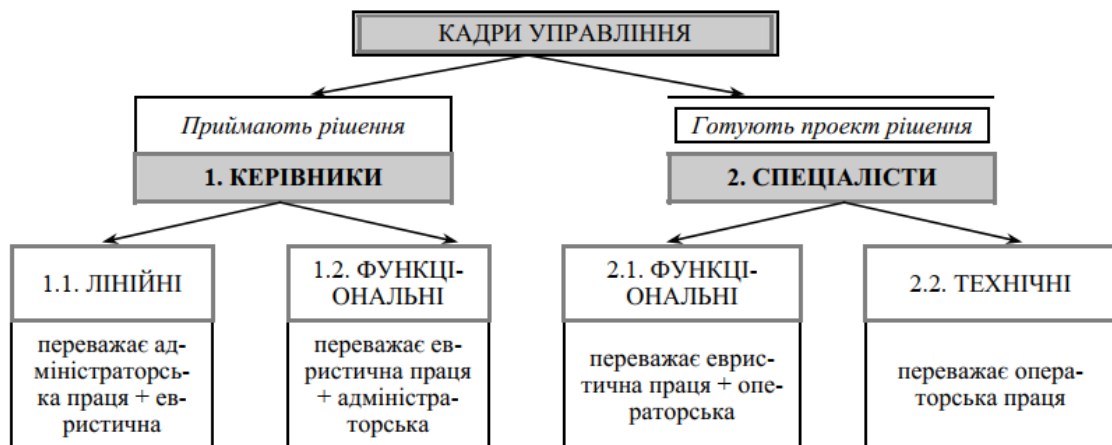 КАДРИ УПРАВЛІННЯ
Приймають рішення
1. КЕРІВНИКИ
Готують проект рішення
2. СПЕЦІАЛІСТИ
1.1. ЛІНІЙНІ
переважає ад-
міністраторсь-
ка праця + ев-
ристична
1.2. ФУНКЦІ-
ОНАЛЬНІ
переважає ев-
ристична праця
+ адміністра-
торська
2.1. ФУНКЦІ-
ОНАЛЬНІ
переважає еврис-
тична праця + опе-
раторська
2.2. ТЕХНІЧНІ
переважає опера-
торська праця